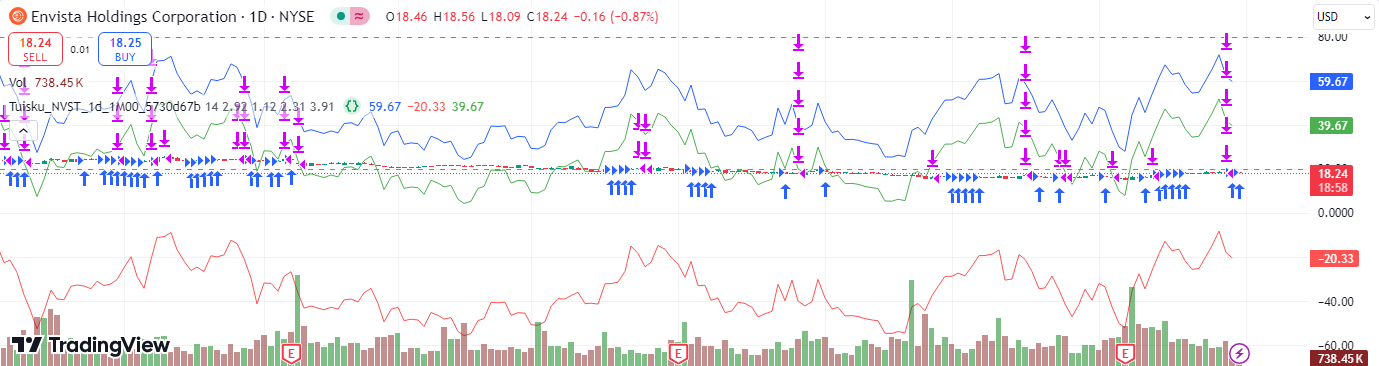 Envista Holdings Corporation · 1D · NYSE
O18.46 H18.56 L18.09 C18.24 −0.16 (−0.87%)
USD
18.24
SELL
0.01
18.25
BUY
Vol 738.45 K
Tuisku_NVST_1d_1M00_5730d67b 14 2.92 1.12 2.31 3.91 59.67 −20.33 39.67
80.00
59.67
39.67
18.24
18:58
0.0000
−20.33
−40.00
−60.00
738.45 K
E
E
E
TradingView